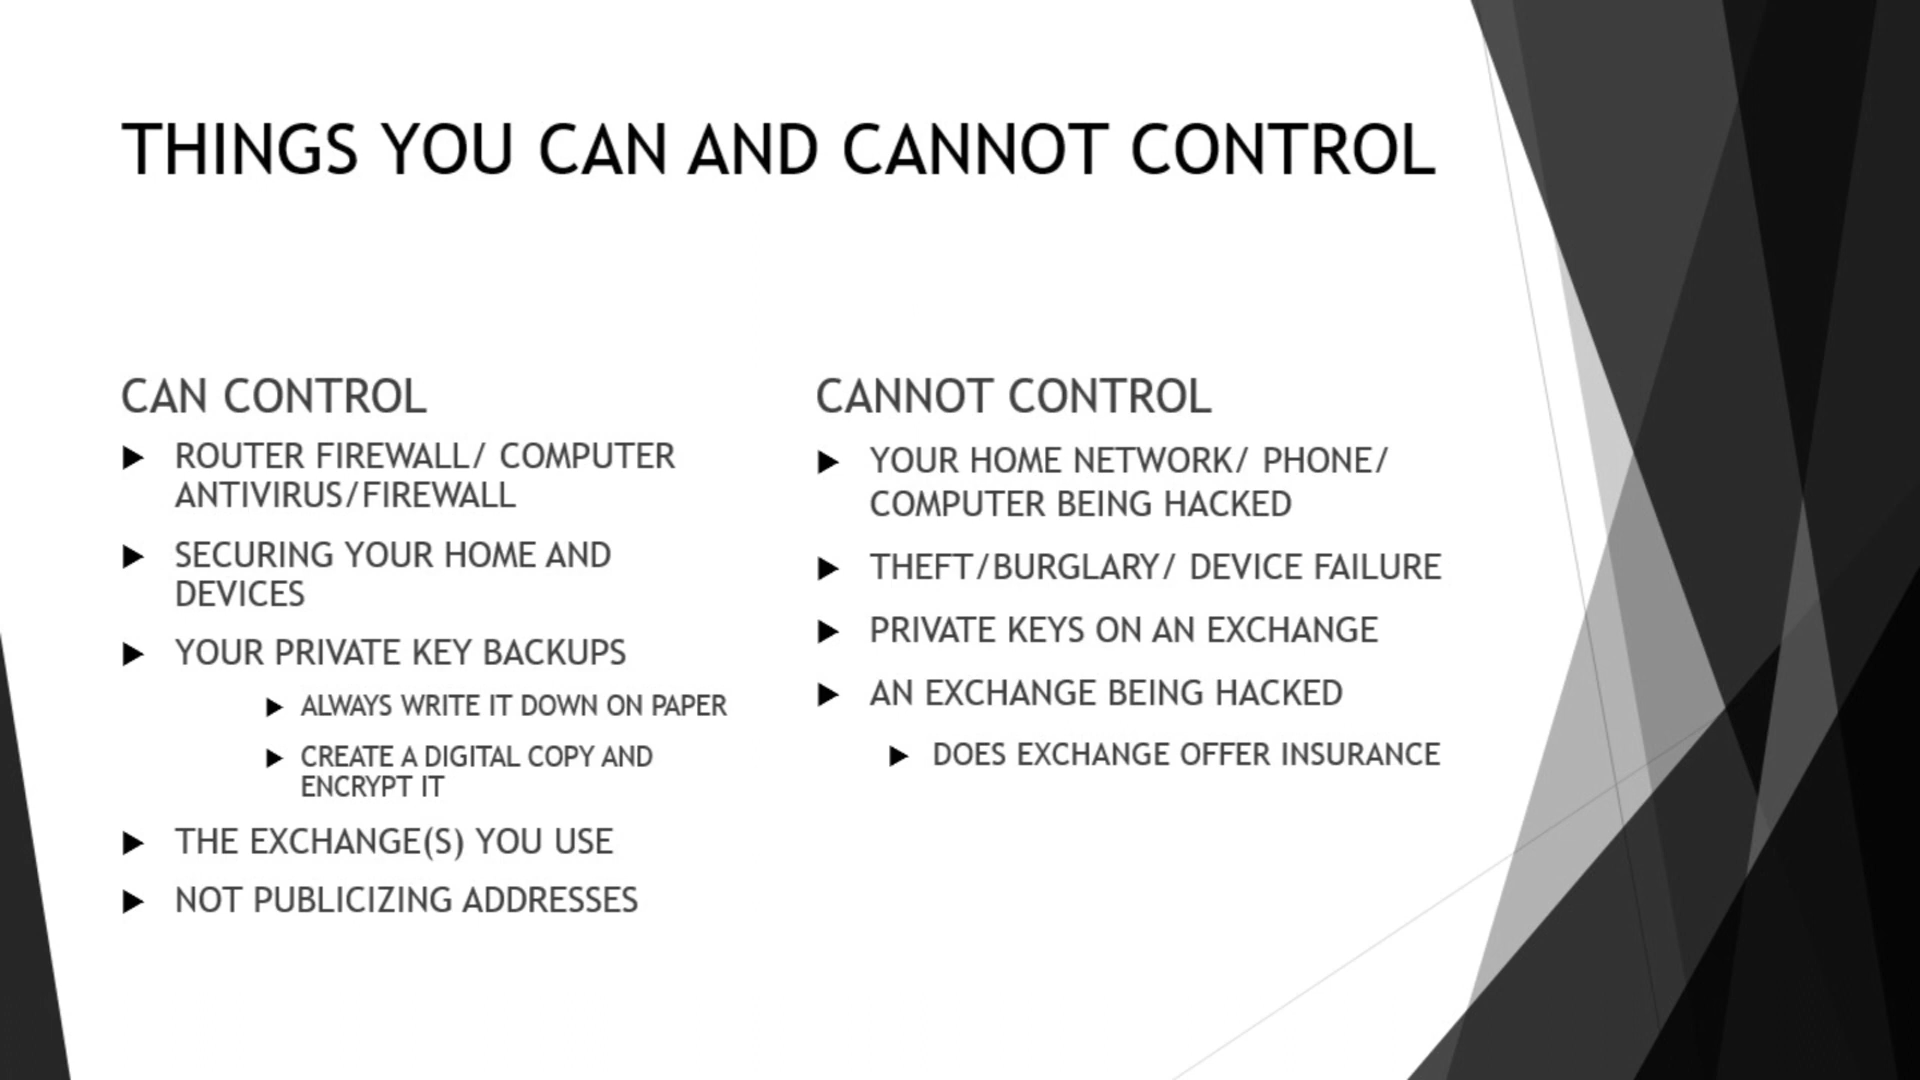 THINGS YOU CAN AND CANNOT CONTROL
CAN CONTROL
ROUTER FIREWALL/ COMPUTER
ANTIVIRUS/FIREWALL
SECURING YOUR HOME AND
DEVICES
YOUR PRIVATE KEY BACKUPS
ALWAYS WRITE IT DOWN ON PAPER
CREATE A DIGITAL COPY AND
ENCRYPT IT
THE EXCHANGE(S) YOU USE
NOT PUBLICIZING ADDRESSES
CANNOT CONTROL
YOUR HOME NETWORK/ PHONE/
COMPUTER BEING HACKED
THEFT/BURGLARY/ DEVICE FAILURE
PRIVATE KEYS ON AN EXCHANGE
AN EXCHANGE BEING HACKED
DOES EXCHANGE OFFER INSURANCE